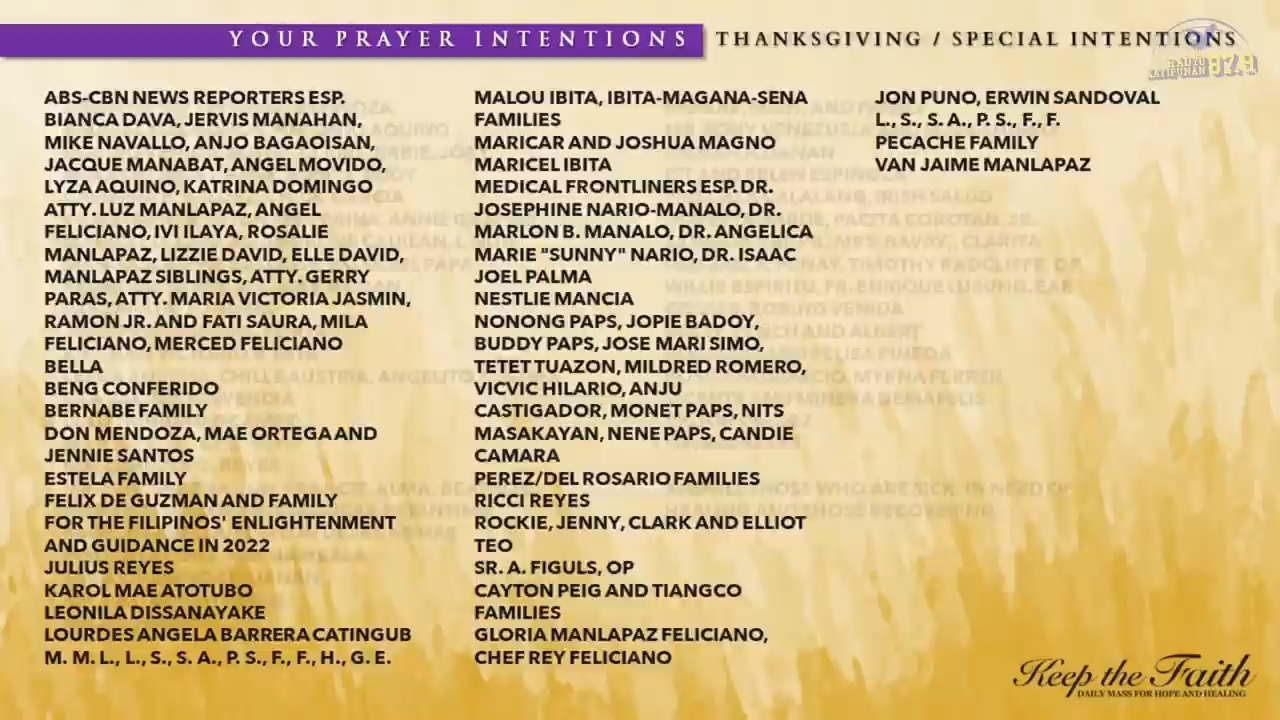 YOUR PRAYER INTENTIONS
THANKSGIVING / SPECIAL INTENTIONS
RADYO
KATIPUNAN 87.9
ABS-CBN NEWS REPORTERS ESP.
BIANCA DAVA, JERVIS MANAHAN,
MIKE NAVALLO, ANJO BAGAOISAN,
JACQUE MANABAT, ANGEL MOVIDO,
LYZA AQUINO, KATRINA DOMINGO
ATTY. LUZ MANLAPAZ, ANGEL
FELICIANO, IVI ILAYA, ROSALIE
MANLAPAZ, LIZZIE DAVID, ELLE DAVID,
MANLAPAZ SIBLINGS, ATTY. GERRY
PARAS, ATTY. MARIA VICTORIA JASMIN,
RAMON JR. AND FATI SAURA, MILA
FELICIANO, MERCED FELICIANO
BELLA
BENG CONFERIDO
BERNABE FAMILY
DON MENDOZA, MAE ORTEGA AND
JENNIE SANTOS
ESTELA FAMILY
FELIX DE GUZMAN AND FAMILY
FOR THE FILIPINOS' ENLIGHTENMENT
AND GUIDANCE IN 2022
JULIUS REYES
KAROL MAE ATOTUBO
LEONILA DISSANAYAKE
LOURDES ANGELA BARRERA CATINGUB
M. M. L., L., S., S. A., P. S., F., F., H., G. E.
MALOU IBITA, IBITA-MAGANA-SENA
FAMILIES
MARICAR AND JOSHUA MAGNO
MARICEL IBITA
MEDICAL FRONTLINERS ESP. DR.
JOSEPHINE NARIO-MANALO, DR.
MARLON B. MANALO, DR. ANGELICA
MARIE "SUNNY" NARIO, DR. ISAAC
JOEL PALMA
NESTLIE MANCIA
NONONG PAPS, JOPIE BADOY,
BUDDY PAPS, JOSE MARI SIMO,
TETET TUAZON, MILDRED ROMERO,
VICVIC HILARIO, ANJU
CASTIGADOR, MONET PAPS, NITS
MASAKAYAN, NENE PAPS, CANDIE
CAMARA
PEREZ/DEL ROSARIO FAMILIES
RICCI REYES
ROCKIE, JENNY, CLARK AND ELLIOT
TEO
SR. A. FIGULS, OP
CAYTON PEIG AND TIANGCO
FAMILIES
GLORIA MANLAPAZ FELICIANO,
CHEF REY FELICIANO
JON PUNO, ERWIN SANDOVAL
L., S., S. A., P. S., F., F.
PECACHE FAMILY
VAN JAIME MANLAPAZ
Keep the Faith
DAILY MASS FOR HOPE AND HEALING